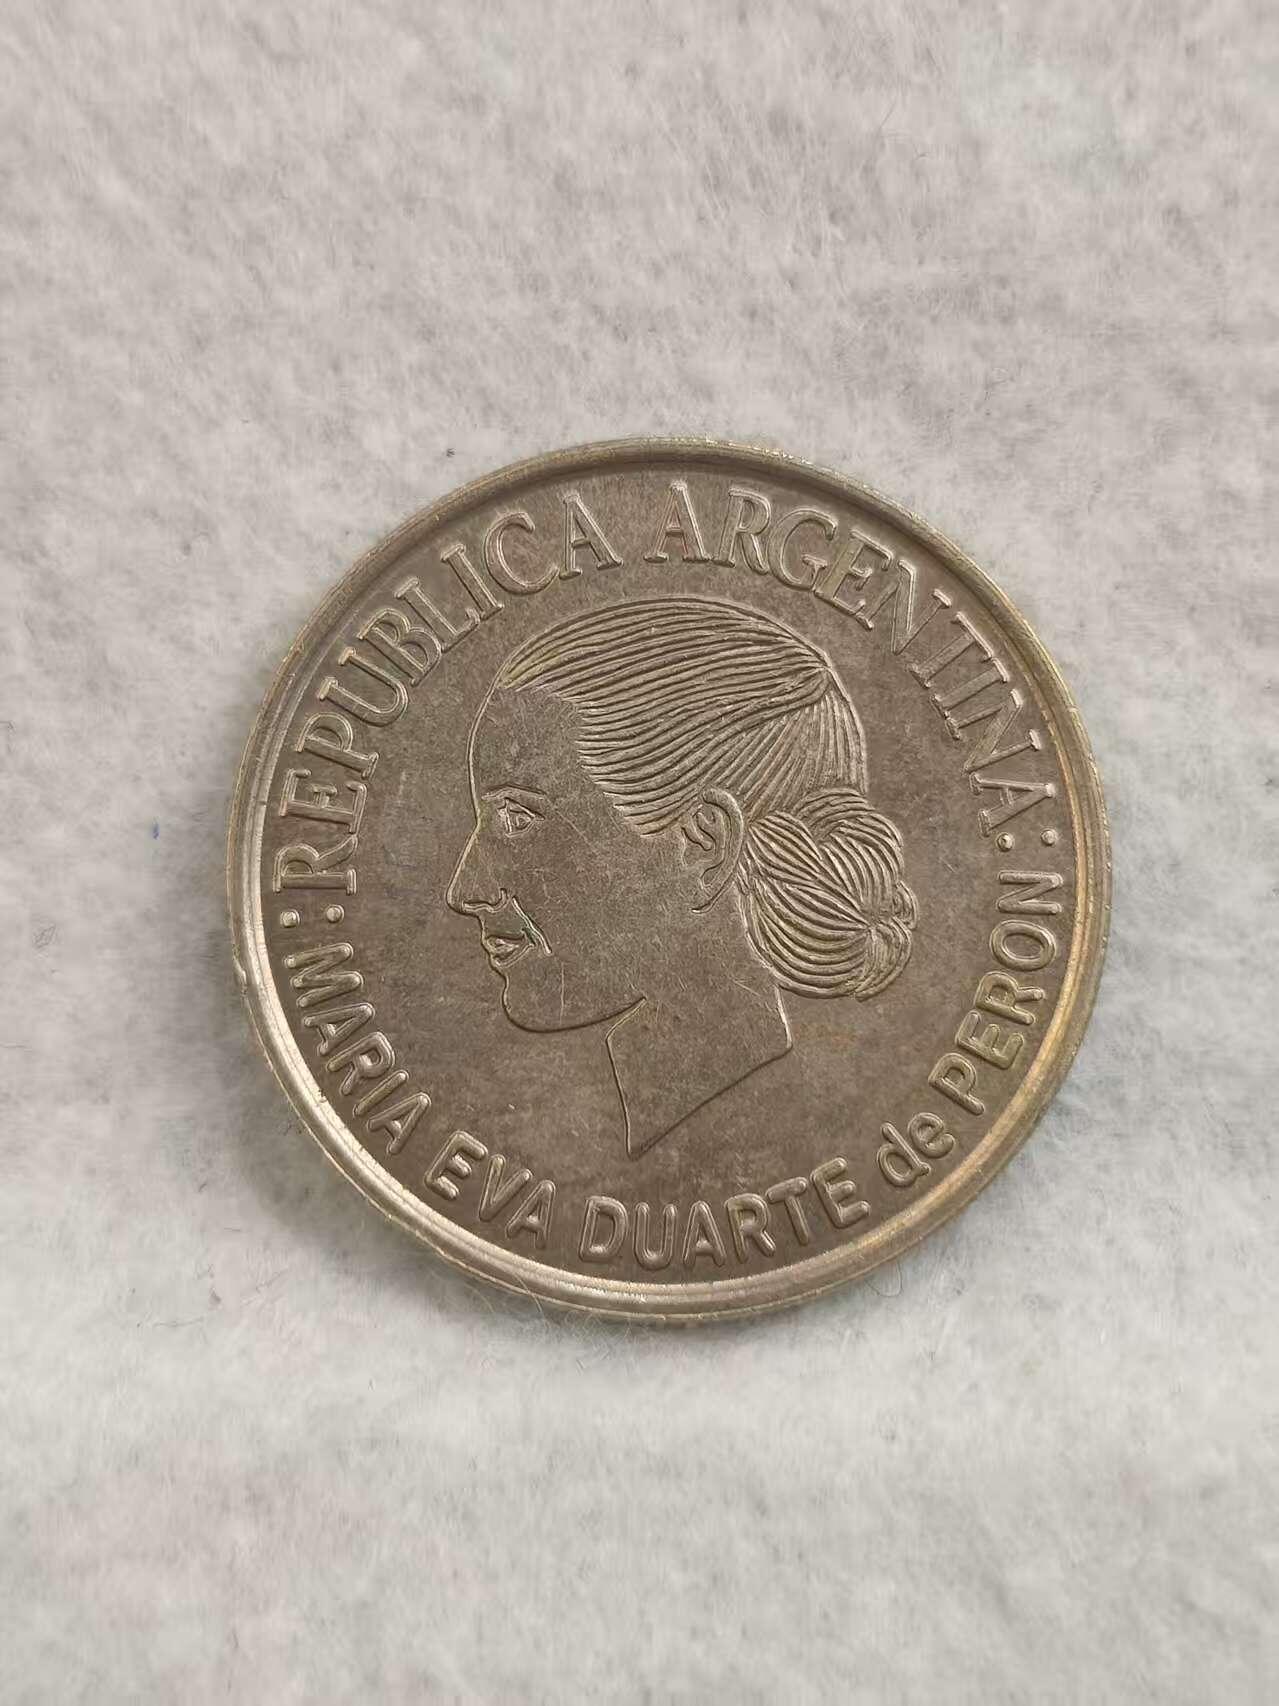 :REPUBLICA ARGENTINA:
MARIA EVA DUARTE de PERON